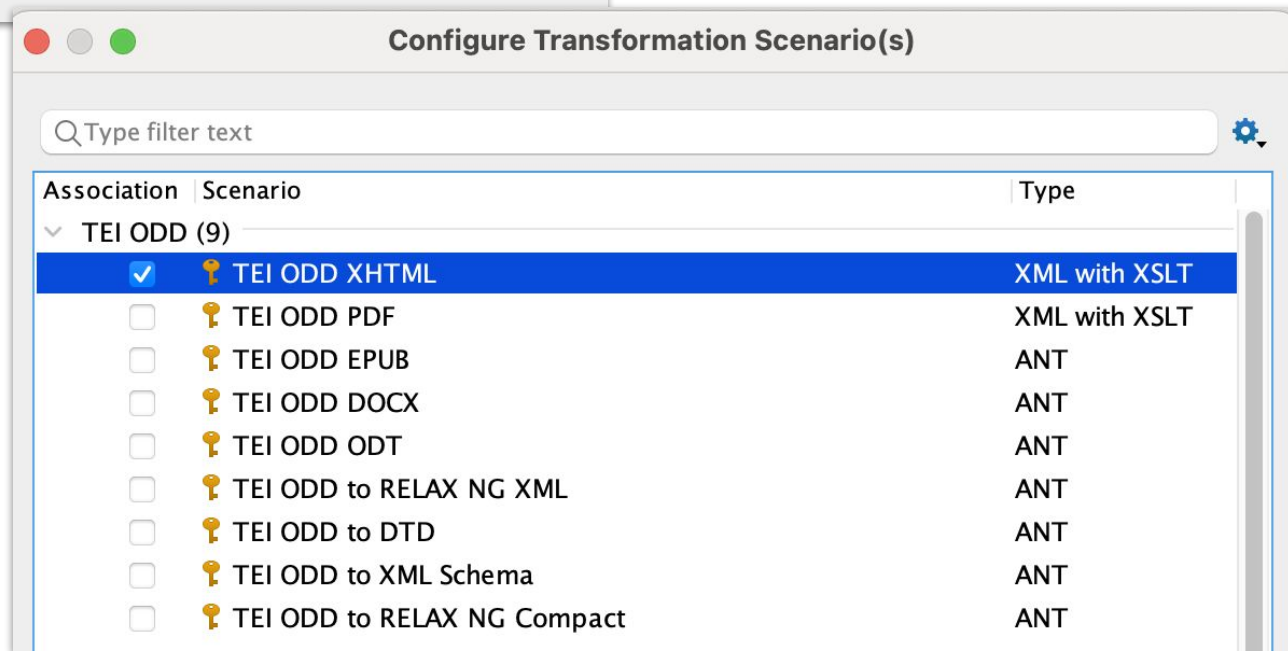 Configure Transformation Scenario(s)
Type filter text
Association Scenario Type
TEI ODD (9)
TEI ODD XHTML XML with XSLT
TEI ODD PDF XML with XSLT
TEI ODD EPUB ANT
TEI ODD DOCX ANT
TEI ODD ODT ANT
TEI ODD to RELAX NG XML ANT
TEI ODD to DTD ANT
TEI ODD to XML Schema ANT
TEI ODD to RELAX NG Compact ANT